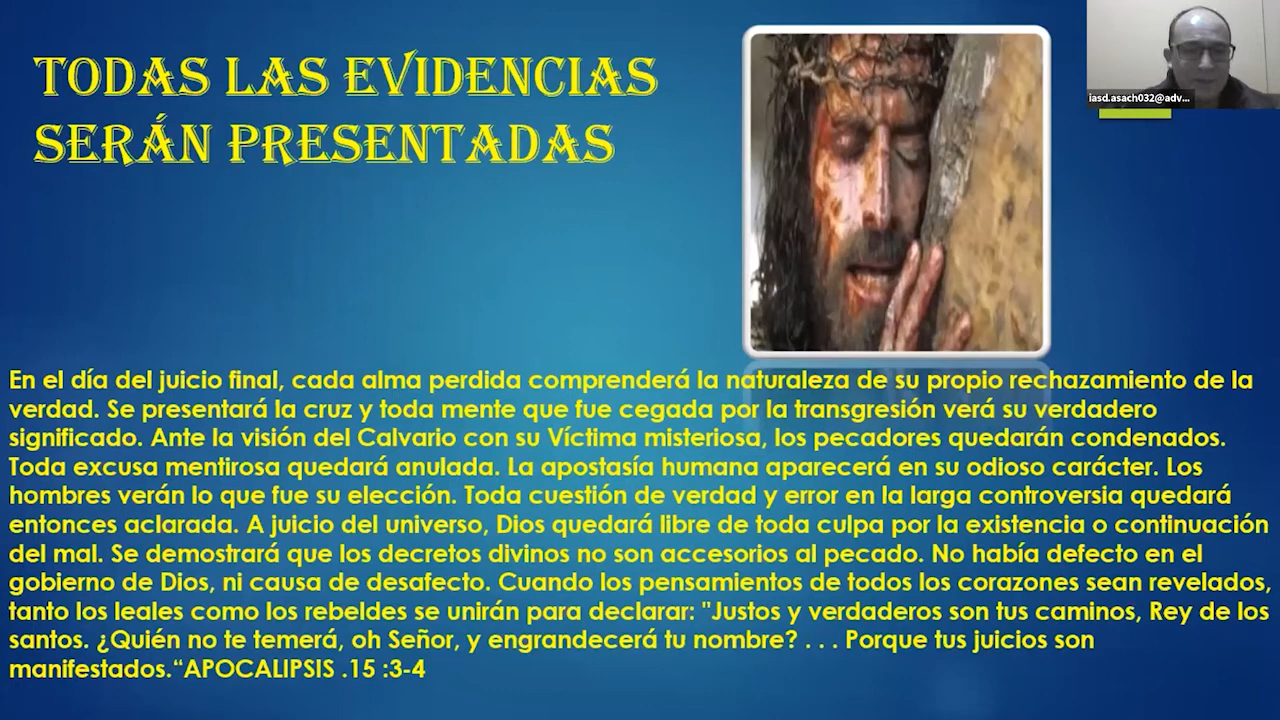 TODAS LAS EVIDENCIAS
SERÁN PRESENTADAS
iasd.asach032@adv...
En el día del juicio final, cada alma perdida comprenderá la naturaleza de su propio rechazamiento de la
verdad. Se presentará la cruz y toda mente que fue cegada por la transgresión verá su verdadero
significado. Ante la visión del Calvario con su Víctima misteriosa, los pecadores quedarán condenados.
Toda excusa mentirosa quedará anulada. La apostasía humana aparecerá en su odioso carácter. Los
hombres verán lo que fue su elección. Toda cuestión de verdad y error en la larga controversia quedará
entonces aclarada. A juicio del universo, Dios quedará libre de toda culpa por la existencia o continuación
del mal. Se demostrará que los decretos divinos no son accesorios al pecado. No había defecto en el
gobierno de Dios, ni causa de desafecto. Cuando los pensamientos de todos los corazones sean revelados,
tanto los leales como los rebeldes se unirán para declarar: "Justos y verdaderos son tus caminos, Rey de los
santos. ¿Quién no te temerá, oh Señor, y engrandecerá tu nombre? . . . Porque tus juicios son
manifestados.“APOCALIPSIS .15 :3-4